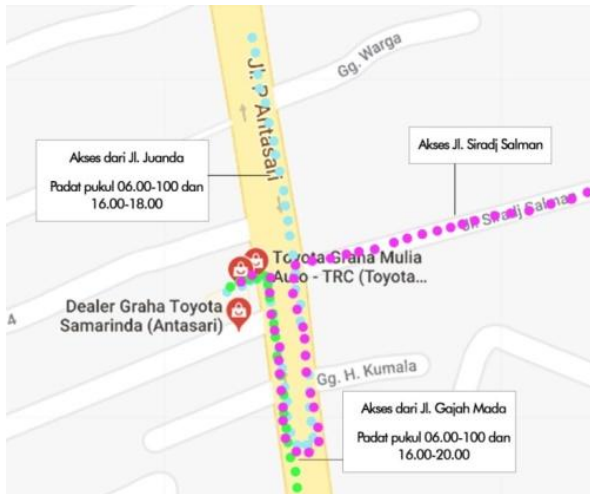 Gg. Warga
Jl. P Antasari
Akses dari Jl. Juanda
Padat pukul 06.00-100 dan
16.00-18.00
Akses Jl. Siradj Salman
Jl. Siradj Salman
Toyota Graha Mulia
Auto - TRC (Toyota...
Dealer Graha Toyota
Samarinda (Antasari)
4
Gg. H. Kumala
Akses dari Jl. Gajah Mada
Padat pukul 06.00-100 dan
16.00-20.00